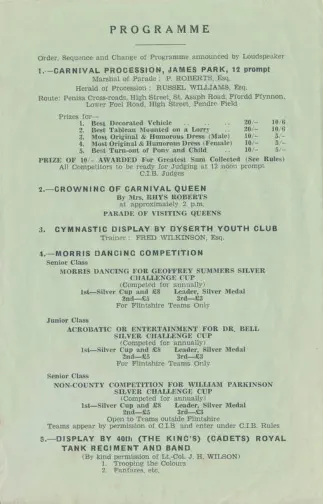 PROGRAMME
Order, Sequence and Change of Programme announced by Loudspeaker
1.—CARNIVAL PROCESSION, JAMES PARK, 12 prompt
Marshal of Parade : P. ROBERTS, Esq.
Herald of Procession : RUSSEL WILLIAMS, Esq.
Route: Pensta Cross-roads, High Street, St. Asaph Road, Ffordd Ffynnon,
Lower Foel Road, High Street, Pendre Field
Prizes for—
1. Best Decorated Vehicle .. .. .. 20/- 10/6
2. Best Tableau Mounted on a Lorry .. 20/- 10/6
3. Most Original & Humorous Dress (Male) 10/- 5/-
4. Most Original & Humorous Dress (Female) 10/- 5/-
5. Best Turn-out of Pony and Child .. 10/- 5/-
PRIZE OF 10/- AWARDED For Greatest Sum Collected (See Rules)
All Competitors to be ready for Judging at 12 noon prompt
C.I.B. Judges
2.—CROWNING OF CARNIVAL QUEEN
By Mrs. RHYS ROBERTS
at approximately 2 p.m.
PARADE OF VISITING QUEENS
3. GYMNASTIC DISPLAY BY DYSERTH YOUTH CLUB
Trainer : FRED WILKINSON, Esq.
4.—MORRIS DANCING COMPETITION
Senior Class
MORRIS DANCING FOR GEOFFREY SUMMERS SILVER
CHALLENGE CUP
(Competed for annually)
1st—Silver Cup and £8 Leader, Silver Medal
2nd—£5 3rd—£3
For Flintshire Teams Only
Junior Class
ACROBATIC OR ENTERTAINMENT FOR DR. BELL
SILVER CHALLENGE CUP
(Competed for annually)
1st—Silver Cup and £8 Leader, Silver Medal
2nd—£5 3rd—£3
For Flintshire Teams Only
Senior Class
NON-COUNTY COMPETITION FOR WILLIAM PARKINSON
SILVER CHALLENGE CUP
(Competed for annually)
1st—Silver Cup and £8 Leader, Silver Medal
2nd—£5 3rd—£3
Open to Teams outside Flintshire
Teams appear by permission of C.I.B. and enter under C.I.B. Rules
5.—DISPLAY BY 40th (THE KING'S) (CADETS) ROYAL
TANK REGIMENT AND BAND
(By kind permission of Lt.-Col. J. H. WILSON)
1. Trooping the Colours
2. Fanfares, etc.